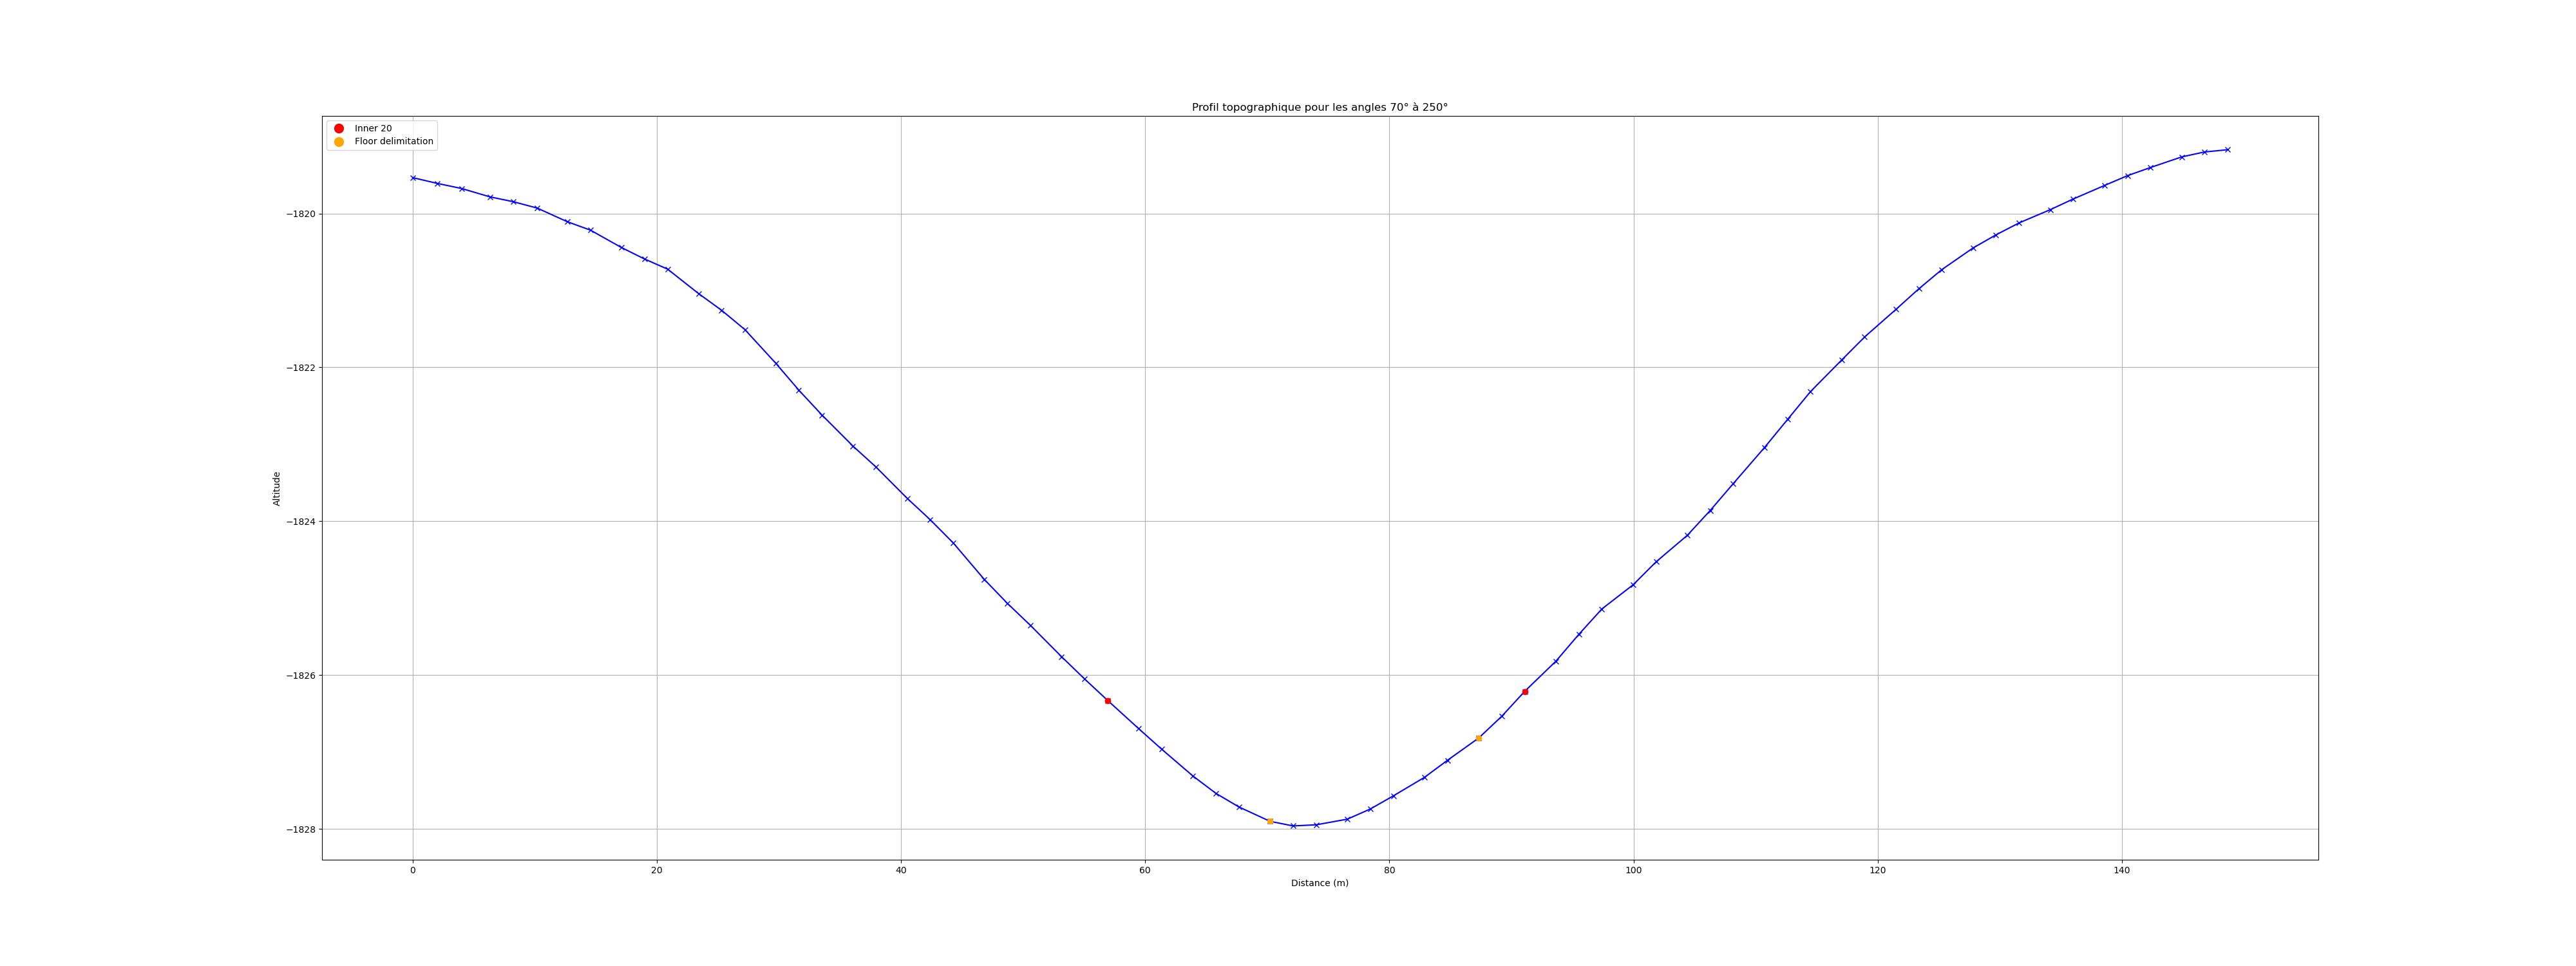 Profil topographique pour les angles 70° à 250°
Inner 20
Floor delimitation
−1820
−1822
−1824
−1826
−1828
Altitude
0 20 40 60 80 100 120 140
Distance (m)